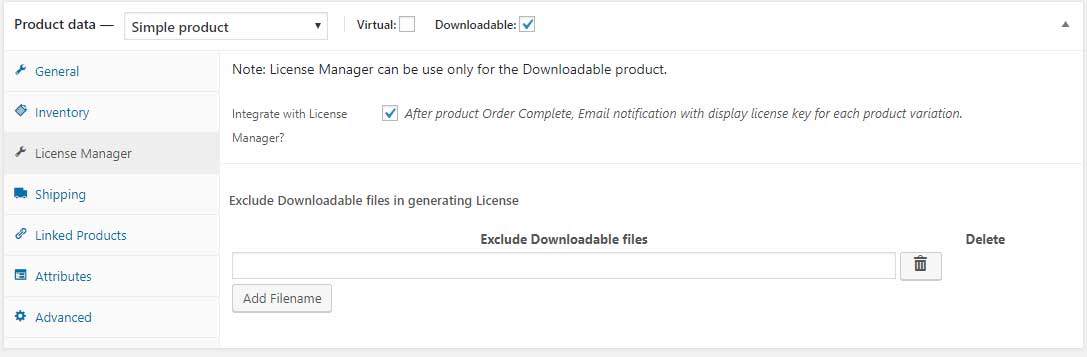 Product data — Simple product Virtual: Downloadable:
General
Inventory
License Manager
Shipping
Linked Products
Attributes
Advanced
Note: License Manager can be use only for the Downloadable product.
Integrate with License
Manager?
After product Order Complete, Email notification with display license key for each product variation.
Exclude Downloadable files in generating License
Exclude Downloadable files Delete
Add Filename